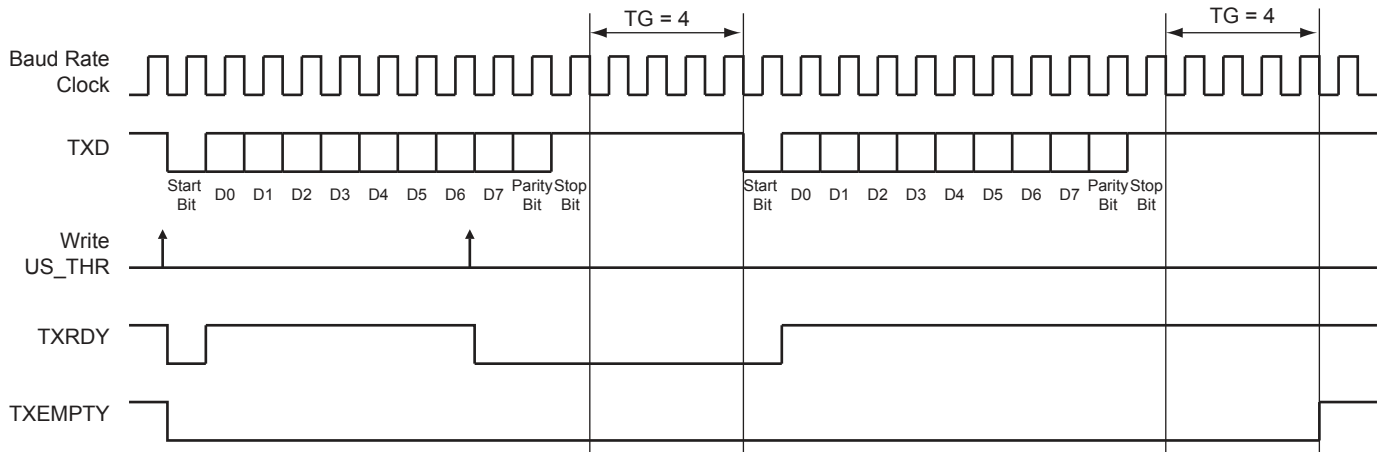 TG = 4
TG = 4
Baud Rate
Clock
TXD
Start
Bit
D0
D1
D2
D3
D4
D5
D6
D7
Parity
Bit
Stop
Bit
Start
Bit
D0
D1
D2
D3
D4
D5
D6
D7
Parity
Bit
Stop
Bit
Write
US_THR
TXRDY
TXEMPTY